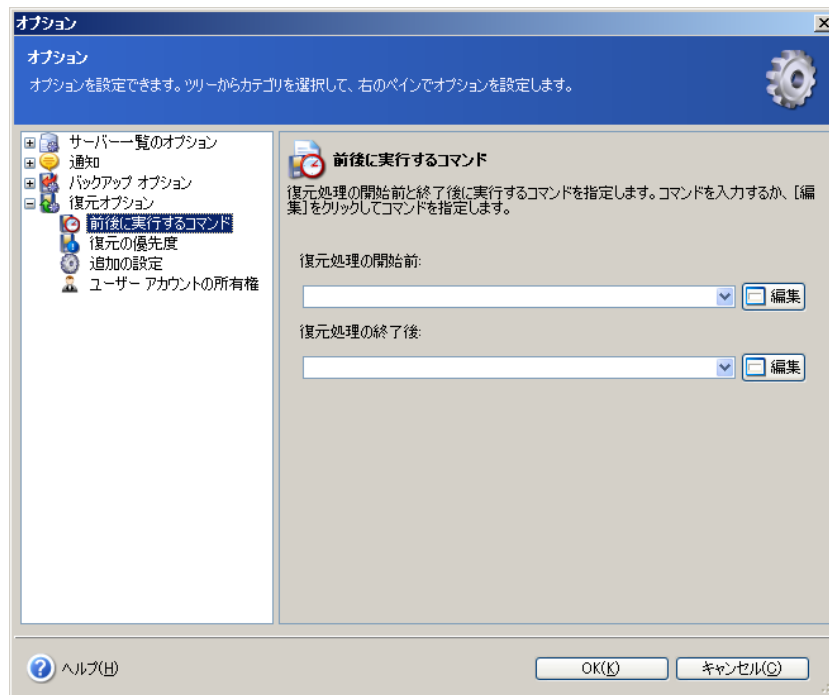 オプション
オプション
オプションを設定できます。ツリーからカテゴリを選択して、右のペインでオプションを設定します。
サーバー一覧のオプション
通知
バックアップ オプション
復元オプション
前後に実行するコマンド
復元の優先度
追加の設定
ユーザー アカウントの所有権
前後に実行するコマンド
復元処理の開始前と終了後に実行するコマンドを指定します。コマンドを入力するか、[編
集]をクリックしてコマンドを指定します。
復元処理の開始前:
編集
復元処理の終了後:
編集
ヘルプ(H)
OK(K)
キャンセル(C)